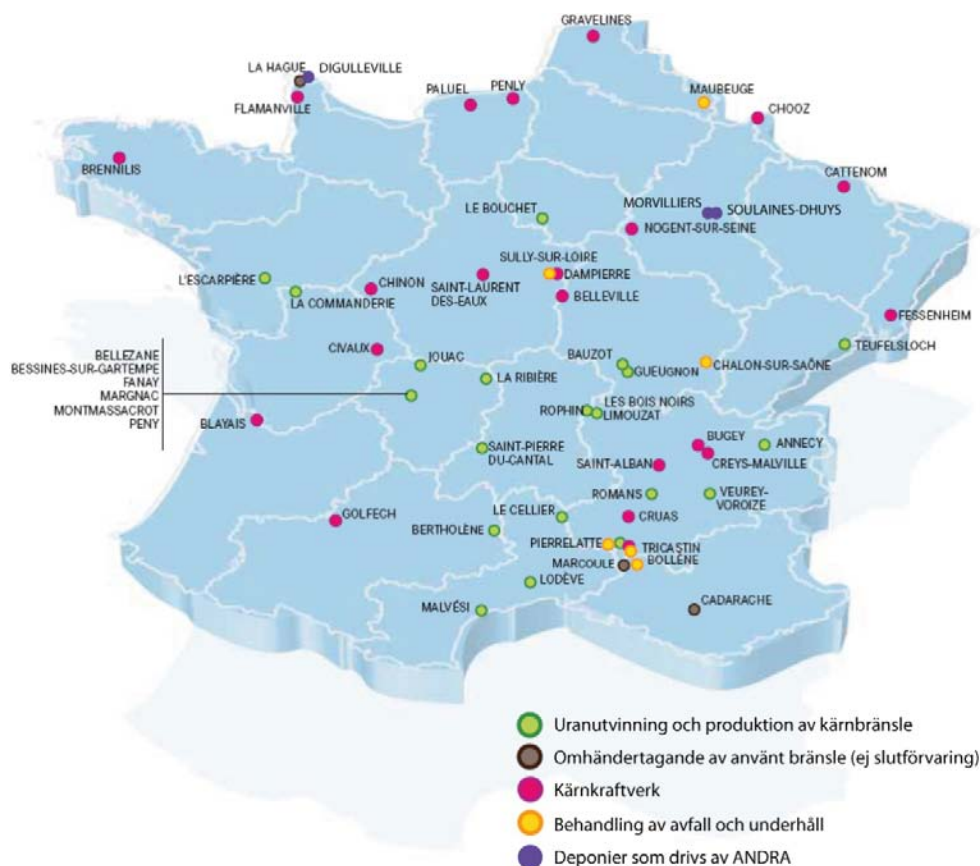 GRAVELINES
LA HAGUE
DIGULLEVILLE
FLAMANVILLE
PALUEL
PENLY
MAUBEUGE
CHOOZ
BRENNILIS
CATTENOM
LE BOUCHET
MORVILLIERS
SOULAINES-DHUYS
NOGENT-SUR-SEINE
SULLY-SUR-LOIRE
DAMPIERRE
L'ESCARPIÈRE
CHINON
SAINT-LAURENT
DES-EAUX
LA COMMANDERIE
BELLEVILLE
FESSENHEIM
TEUFELSLOCH
CIVAUX
JOUAC
BAUZOT
GUEUGNON
CHALON-SUR-SAÔNE
BELLEZANE
BESSINES-SUR-GARTEMPE
FANAY
MARGNAC
MONTMASSACROT
PENY
LA RIBIÈRE
ROPHIN
LES BOIS NOIRS
LIMOUZAT
BLAYAIS
BUGEY
ANNECY
SAINT-PIERRE
DU-CANTAL
SAINT-ALBAN
CREYS-MALVILLE
ROMANS
VEUREY-
VOROIZE
GOLFECH
LE CELLIER
CRUAS
BERTHOLÈNE
PIERRELATTE
TRICASTIN
MARCOULE
BOLLÈNE
LODÈVE
MALVÉSI
CADARACHE
Uranutvinning och produktion av kärnbränsle
Omhändertagande av använt bränsle (ej slutförvaring)
Kärnkraftverk
Behandling av avfall och underhåll
Deponier som drivs av ANDRA